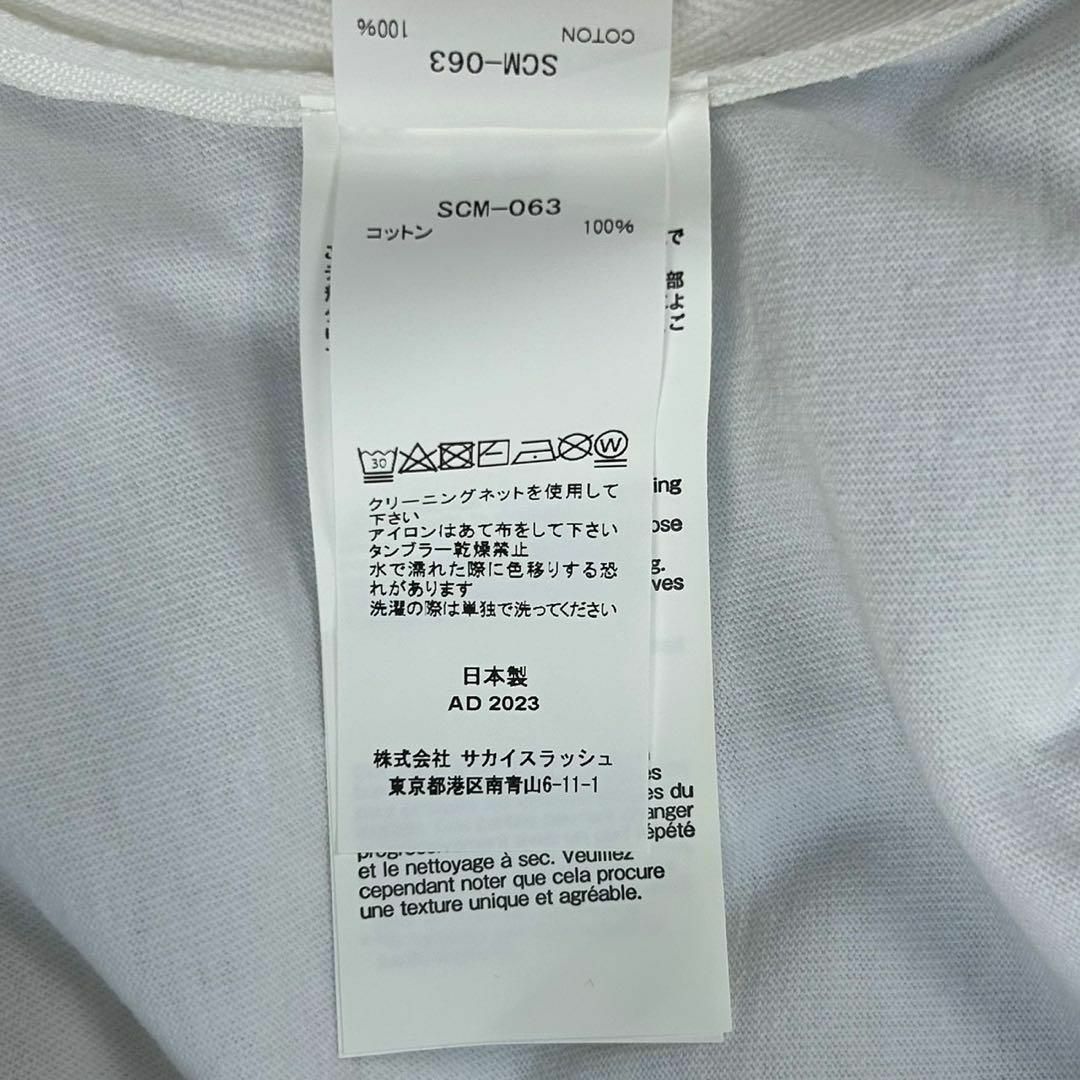 COTON 100%
SCM-063
SCM-063
コットン 100%
で
部
よ
ご
30
W
クリーニングネットを使用して
下さい
アイロンはあて布をして下さい
タンブラー乾燥禁止
水で濡れた際に色移りする恐
れがあります
洗濯の際は単独で洗ってください
ing
ose
g.
ves
日本製
AD 2023
株式会社 サカイスラッシュ
東京都港区南青山6-11-1
es
es du
anger
épété
et le nettoyage à sec. Veuillez
cependant noter que cela procure
une texture unique et agréable.